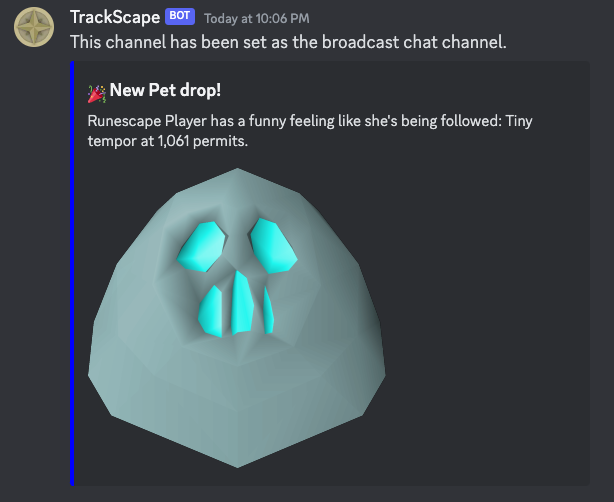 TrackScape BOT Today at 10:06 PM
This channel has been set as the broadcast chat channel.
🎉 New Pet drop!
Runescape Player has a funny feeling like she's being followed: Tiny
tempor at 1,061 permits.